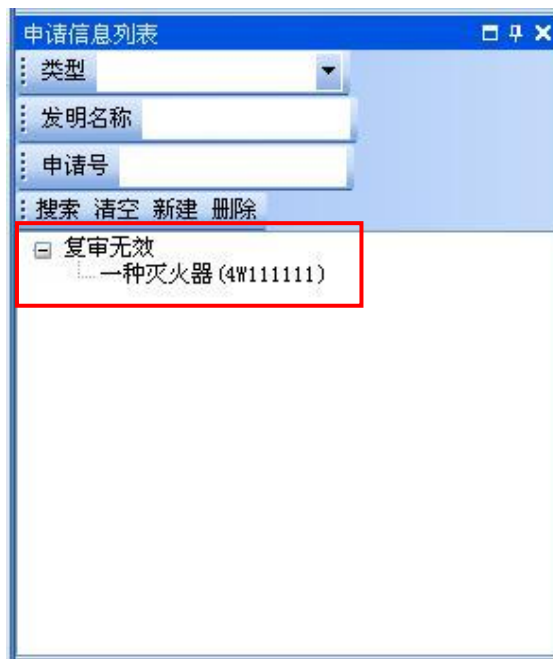 申请信息列表
类型
发明名称
申请号
搜索 清空 新建 删除
复审无效
一种灭火器(4W111111)